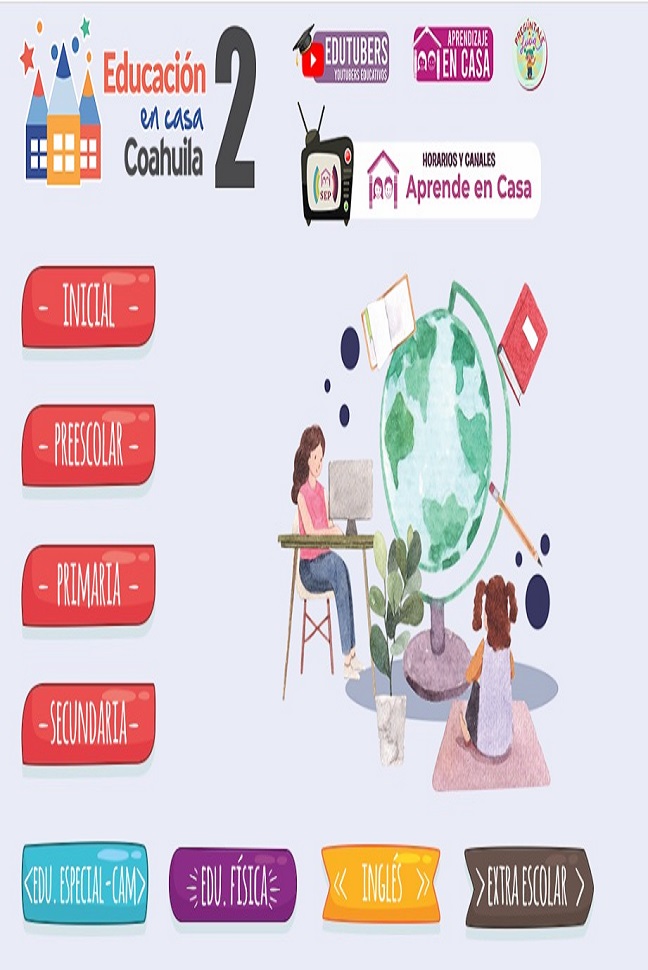 Educación
en casa
Coahuila
2
EDUTUBERS
YOUTUBERS EDUCATIVOS
APRENDIZAJE
EN CASA
PREGÚNTALE
SEP
HORARIOS Y CANALES
Aprende en Casa
- INICIAL -
- PREESCOLAR -
- PRIMARIA -
- SECUNDARIA -
<EDU. ESPECIAL-CAM>
EDU. FÍSICA
<< INGLÉS >>
>EXTRA ESCOLAR >